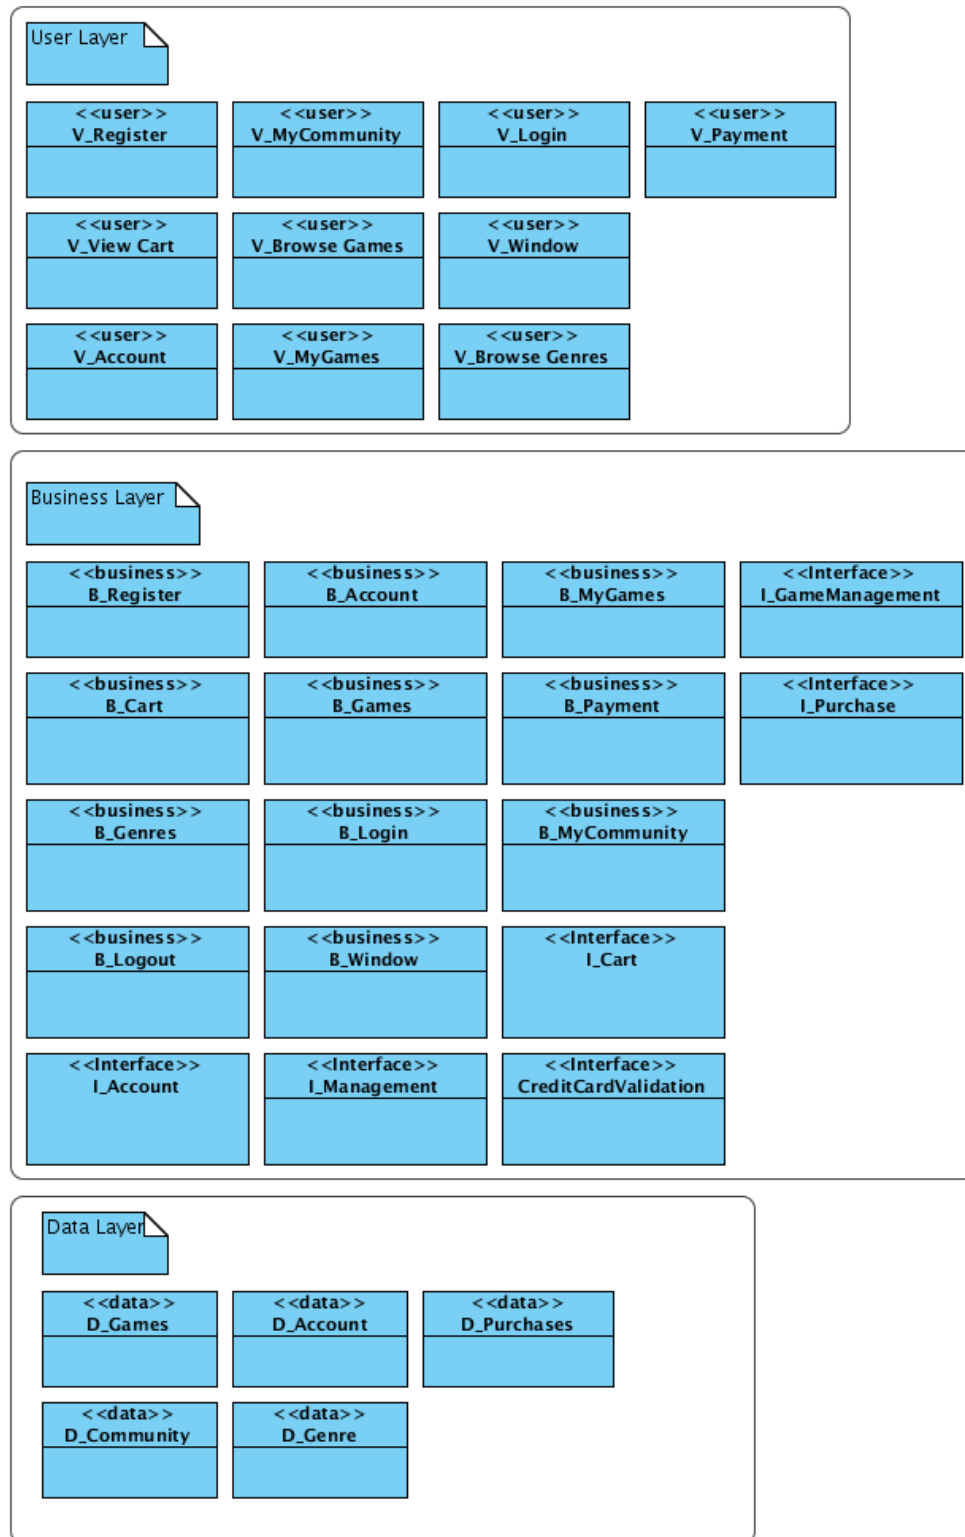 User Layer
<<user>> <<user>> <<user>> <<user>>
V_Register V_MyCommunity V_Login V_Payment
<<user>> <<user>> <<user>>
V_View Cart V_Browse Games V_Window
<<user>> <<user>> <<user>>
V_Account V_MyGames V_Browse Genres
Business Layer
<<business>> <<business>> <<business>> <<Interface>>
B_Register B_Account B_MyGames I_GameManagement
<<business>> <<business>> <<business>> <<Interface>>
B_Cart B_Games B_Payment I_Purchase
<<business>> <<business>> <<business>>
B_Genres B_Login B_MyCommunity
<<business>> <<business>> <<Interface>>
B_Logout B_Window I_Cart
<<Interface>> <<Interface>> <<Interface>>
I_Account I_Management CreditCardValidation
Data Layer
<<data>> <<data>> <<data>>
D_Games D_Account D_Purchases
<<data>> <<data>>
D_Community D_Genre